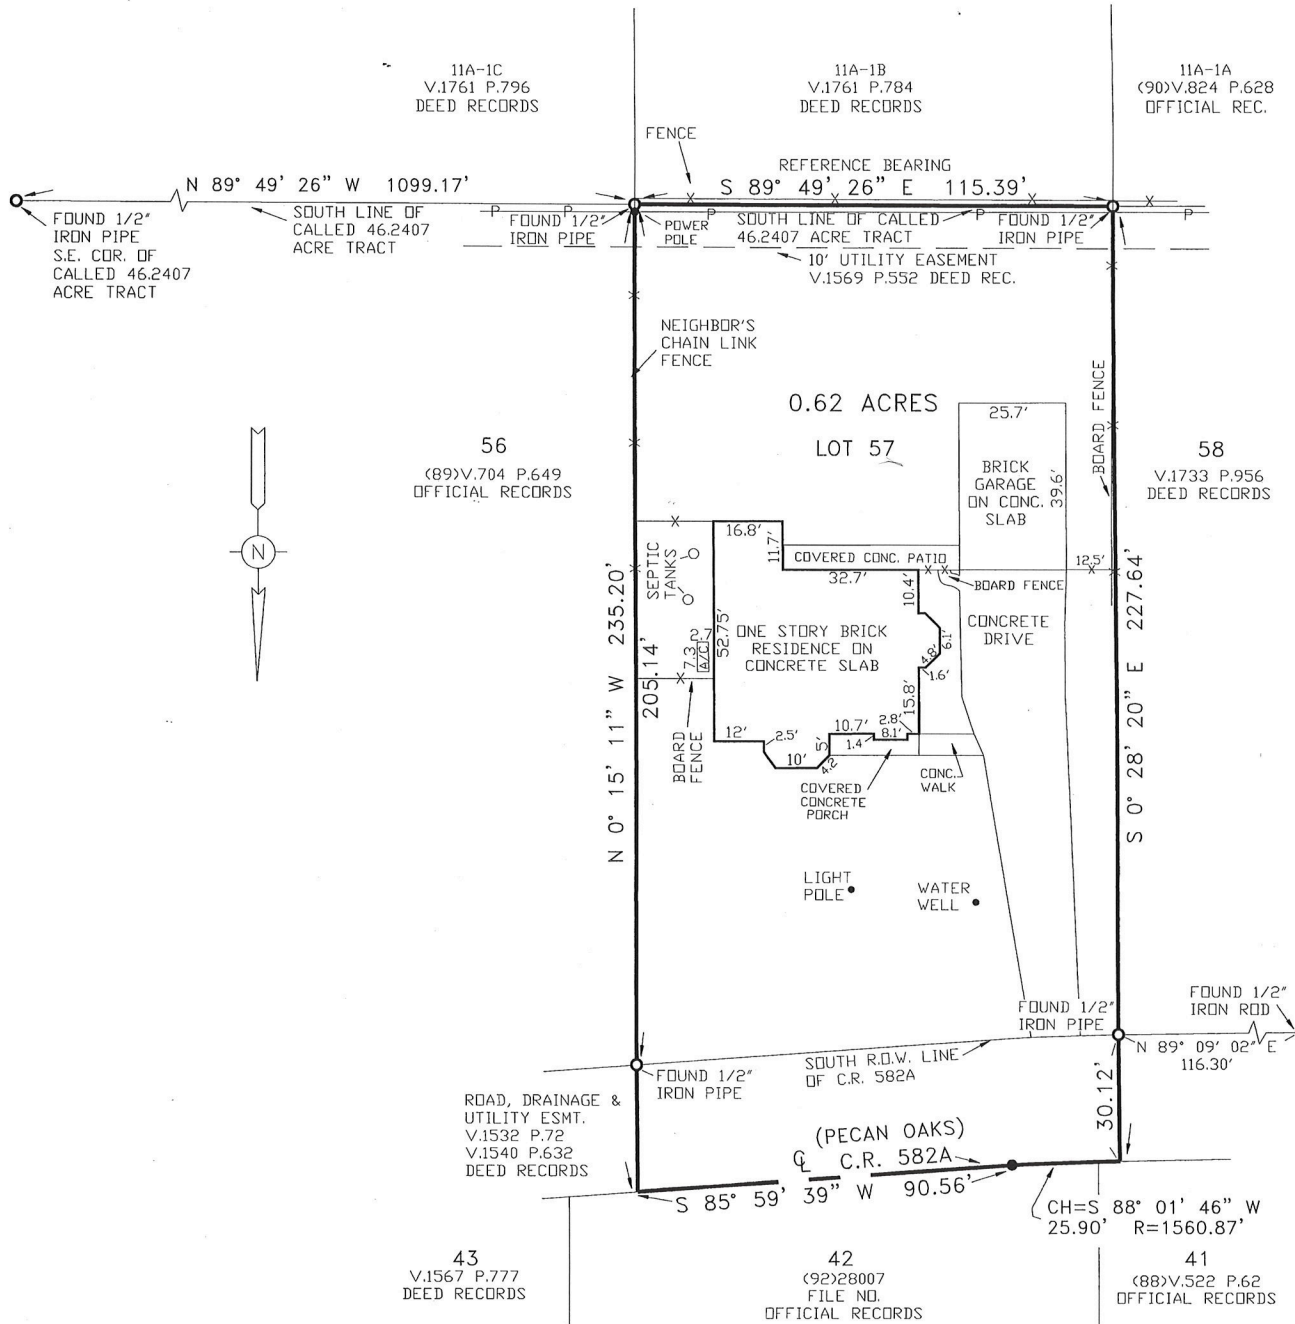 11A-1C
V.1761 P.796
DEED RECORDS
11A-1B
V.1761 P.784
DEED RECORDS
11A-1A
(90)V.824 P.628
OFFICIAL REC.
FENCE
REFERENCE BEARING
N 89° 49' 26" W 1099.17'
S 89° 49' 26" E 115.39'
FOUND 1/2"
IRON PIPE
S.E. COR. OF
CALLED 46.2407
ACRE TRACT
SOUTH LINE OF
CALLED 46.2407
ACRE TRACT
FOUND 1/2"
IRON PIPE
POWER
POLE
SOUTH LINE OF CALLED
46.2407 ACRE TRACT
FOUND 1/2"
IRON PIPE
X X X X
P P P P P
10' UTILITY EASEMENT
V.1569 P.552 DEED REC.
NEIGHBOR'S
CHAIN LINK
FENCE
0.62 ACRES
LOT 57
BOARD FENCE
25.7'
39.6'
BRICK
GARAGE
ON CONC.
SLAB
56
(89)V.704 P.649
OFFICIAL RECORDS
58
V.1733 P.956
DEED RECORDS
N
16.8'
11.7'
COVERED CONC. PATIO
32.7'
10.4'
12.5'
BOARD FENCE
SEPTIC
TANKS
CONCRETE
DRIVE
ONE STORY BRICK
RESIDENCE ON
CONCRETE SLAB
52.75'
2.7
7.3
A/C
6.1'
4.8'
1.6'
15.8'
N 0° 15' 11" W 235.20'
205.14'
S 0° 28' 20" E 227.64'
BOARD
FENCE
12'
2.5'
10'
4.2'
5'
10.7'
2.8'
1.4
8.1'
COVERED
CONCRETE
PORCH
CONC.
WALK
LIGHT
POLE
WATER
WELL
FOUND 1/2"
IRON PIPE
FOUND 1/2"
IRON ROD
N 89° 09' 02" E
116.30'
SOUTH R.O.W. LINE
OF C.R. 582A
FOUND 1/2"
IRON PIPE
30.12'
ROAD, DRAINAGE &
UTILITY ESMT.
V.1532 P.72
V.1540 P.632
DEED RECORDS
(PECAN OAKS)
℄ C.R. 582A
S 85° 59' 39" W 90.56'
CH=S 88° 01' 46" W
25.90' R=1560.87'
43
V.1567 P.777
DEED RECORDS
42
(92)28007
FILE NO.
OFFICIAL RECORDS
41
(88)V.522 P.62
OFFICIAL RECORDS